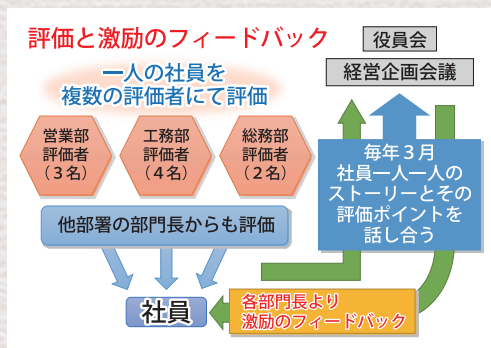 評価と激励のフィードバック
一人の社員を
複数の評価者にて評価
営業部
評価者
（3名）
工務部
評価者
（4名）
総務部
評価者
（2名）
他部署の部門長からも評価
社員
役員会
経営企画会議
毎年３月
社員一人一人の
ストーリーとその
評価ポイントを
話し合う
各部門長より
激励のフィードバック